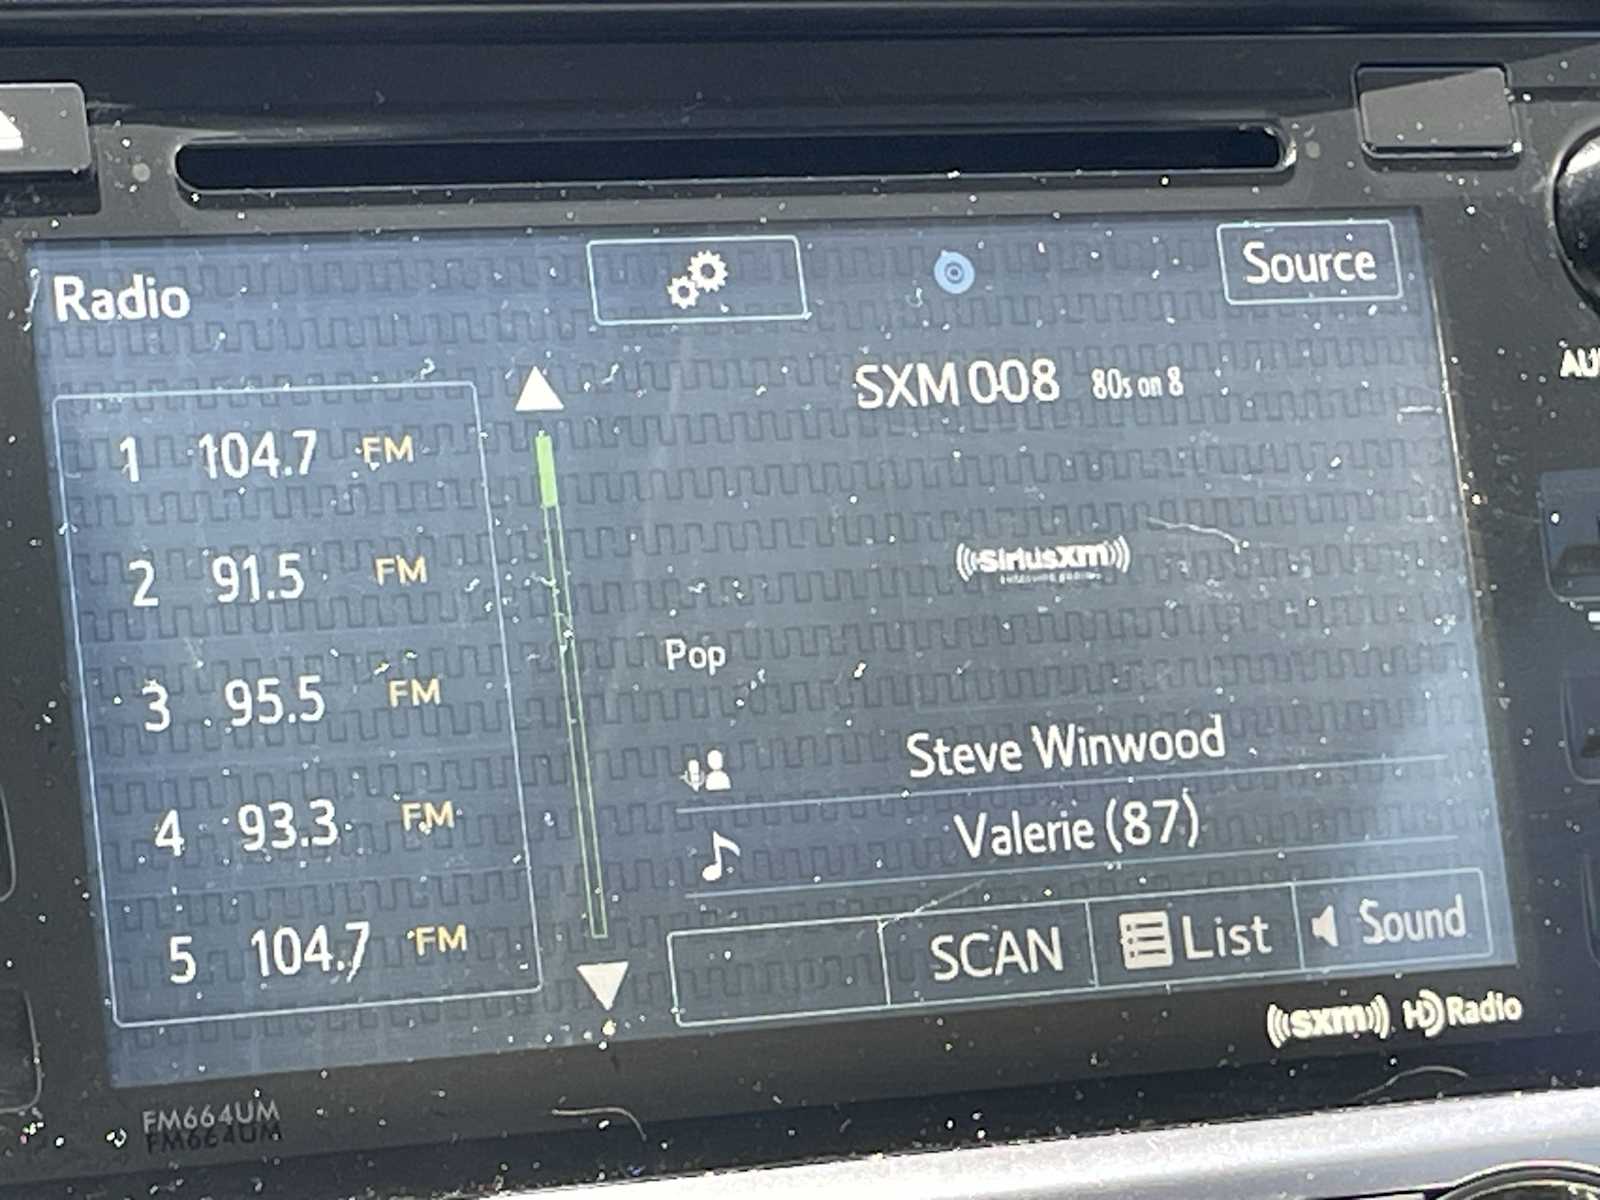 Radio
Source
SXM 008 80s on 8
1 104.7 FM
2 91.5 FM
3 95.5 FM
4 93.3 FM
5 104.7 FM
((SiriusXM))
Pop
Steve Winwood
Valerie (87)
SCAN
List
Sound
((SXM)) HD Radio
FM664UM